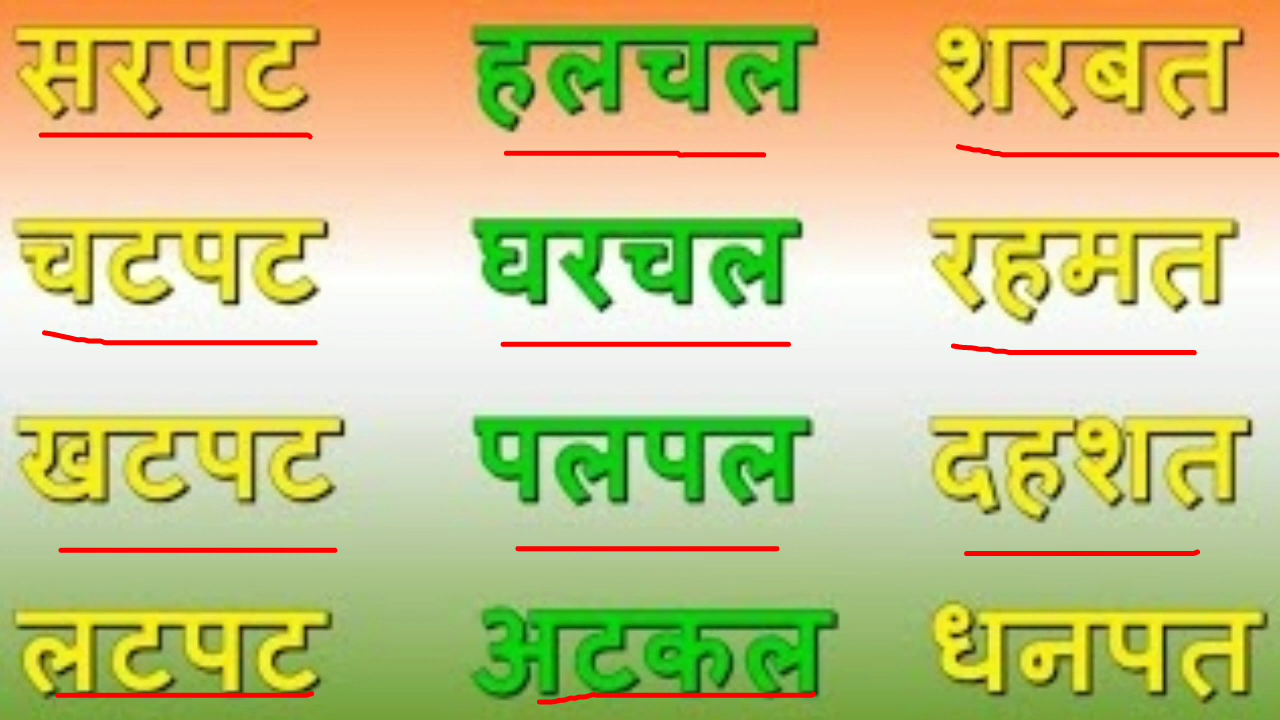 सरपट हलचल शरबत
चटपट घरचल रहमत
खटपट पलपल दहशत
लटपट अटकल धनपत